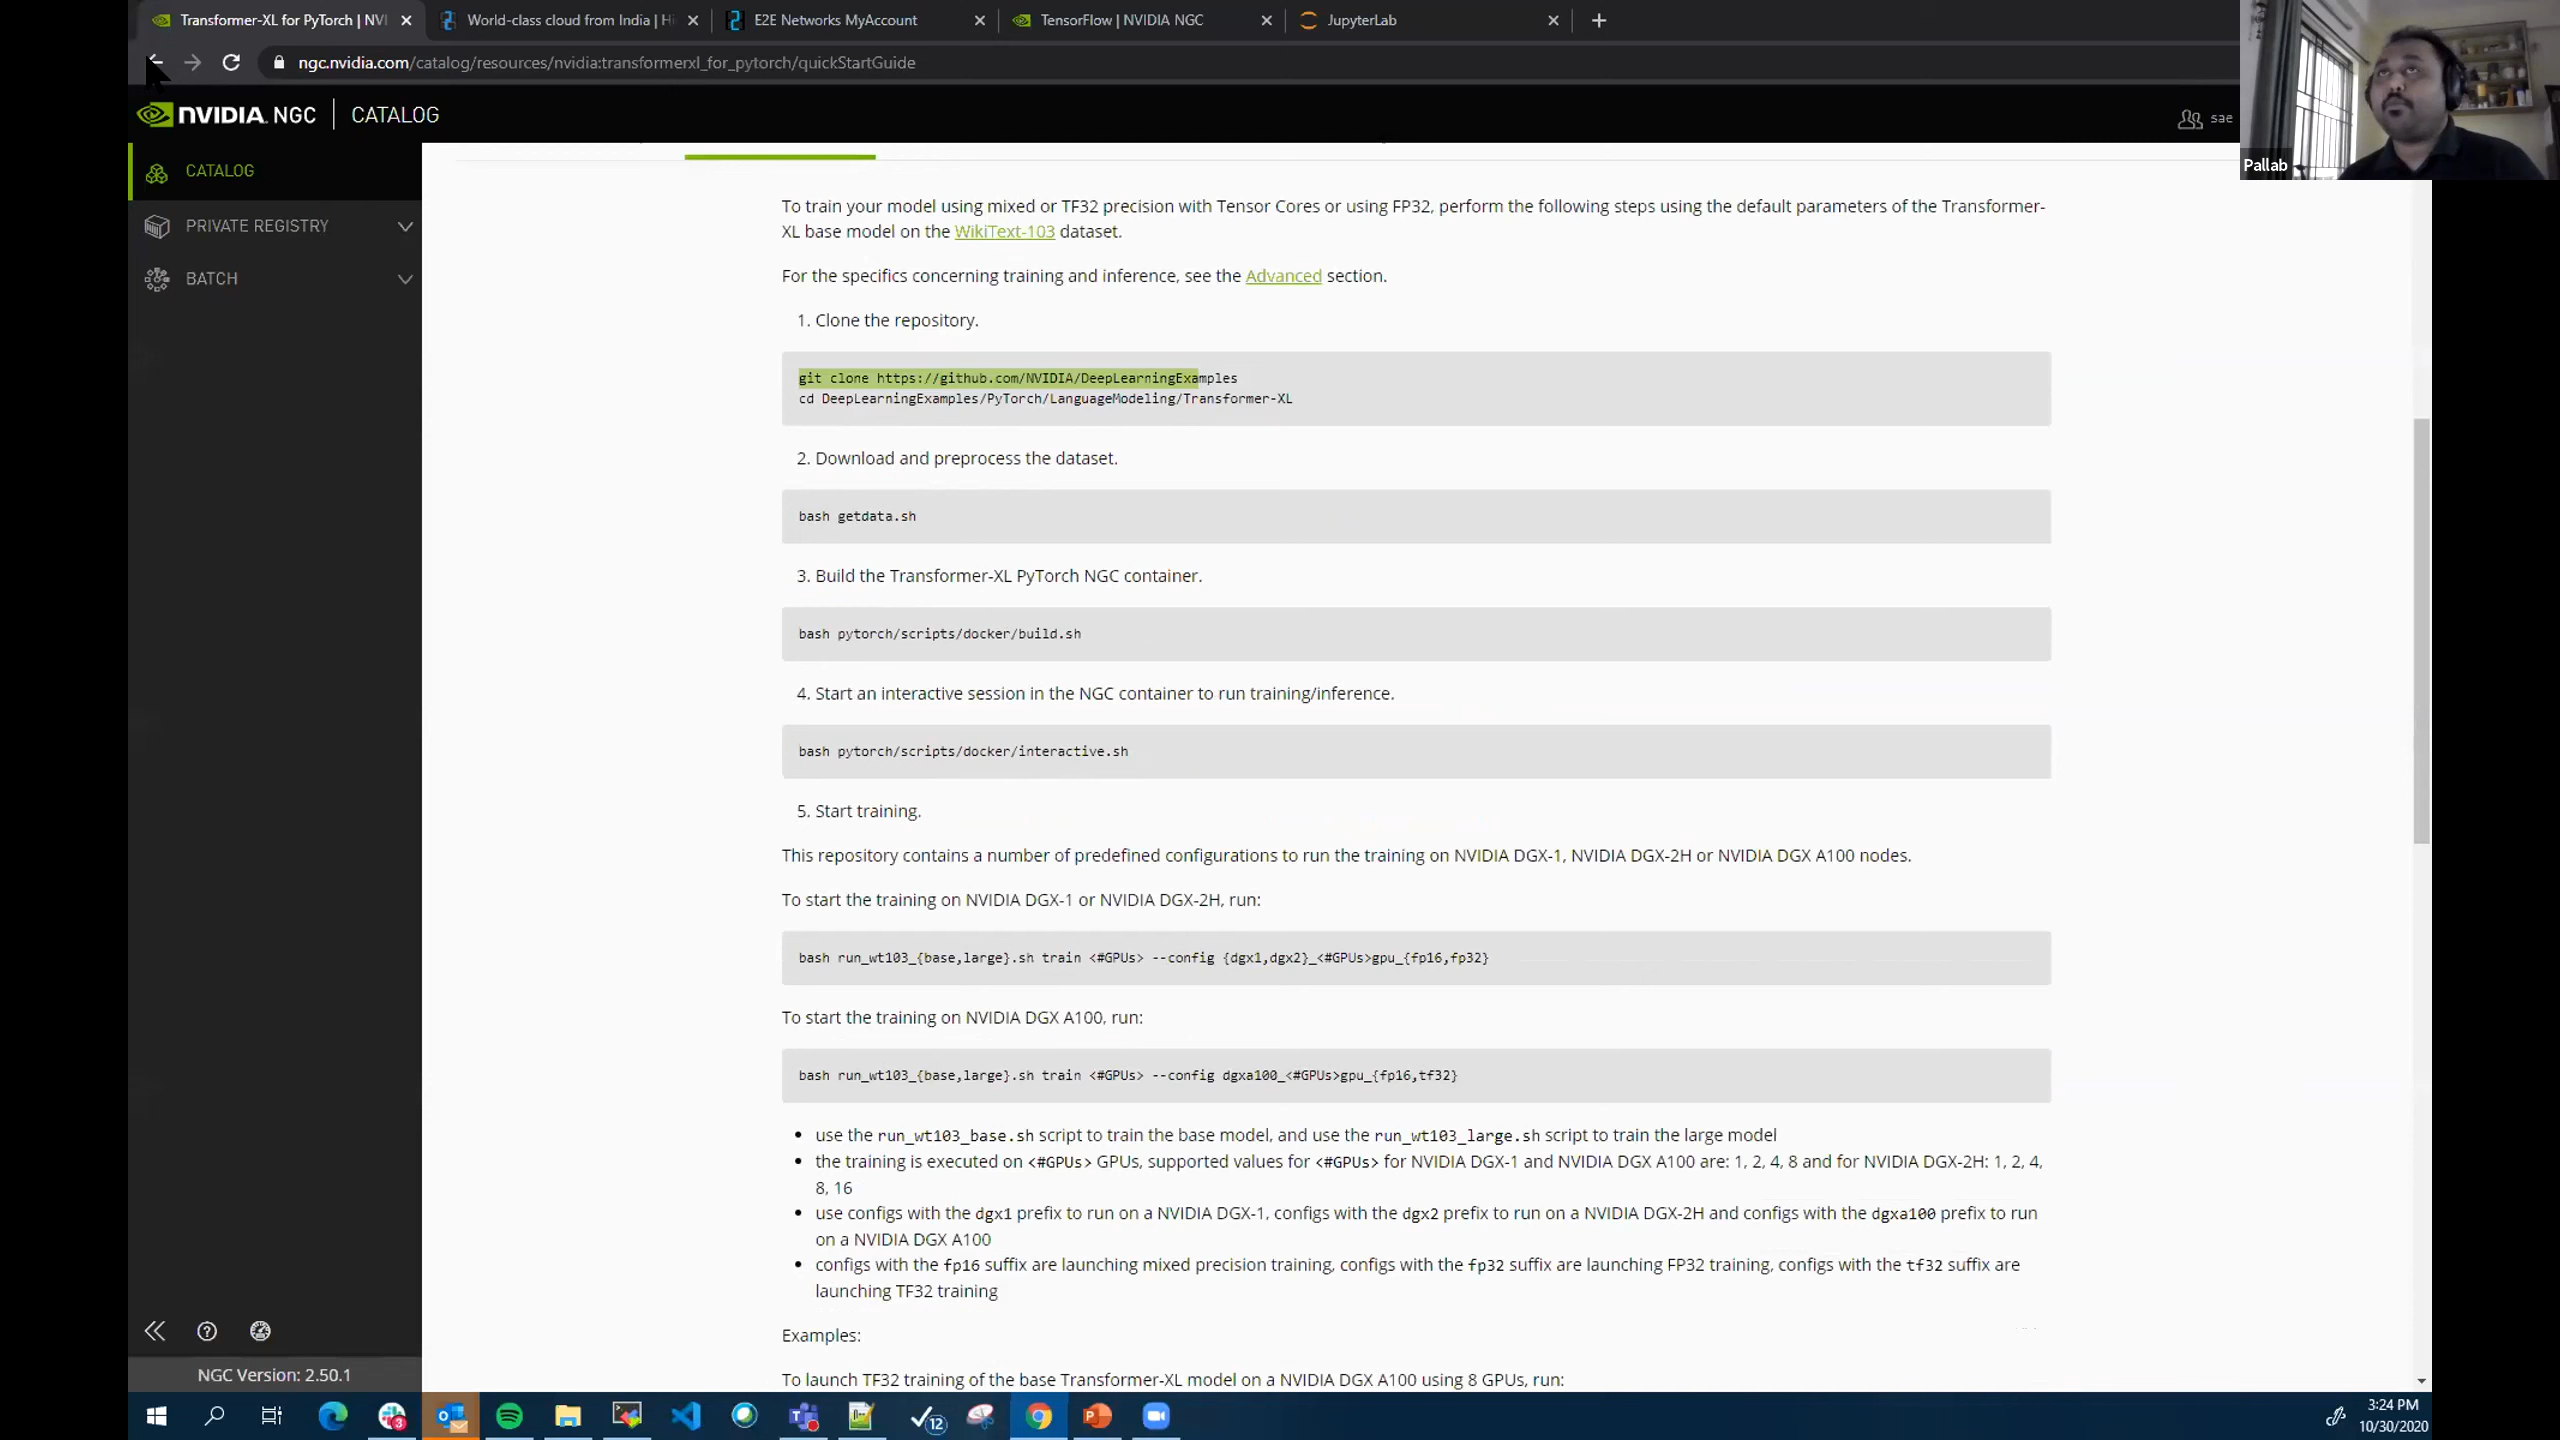 Transformer-XL for PyTorch | NVI
World-class cloud from India | Hi
E2E Networks MyAccount
TensorFlow | NVIDIA NGC
JupyterLab
ngc.nvidia.com/catalog/resources/nvidia:transformerxl_for_pytorch/quickStartGuide
NVIDIA. NGC
CATALOG
sae
Pallab
CATALOG
PRIVATE REGISTRY
BATCH
To train your model using mixed or TF32 precision with Tensor Cores or using FP32, perform the following steps using the default parameters of the Transformer-
XL base model on the WikiText-103 dataset.
For the specifics concerning training and inference, see the Advanced section.
1. Clone the repository.
git clone https://github.com/NVIDIA/DeepLearningExamples
cd DeepLearningExamples/PyTorch/LanguageModeling/Transformer-XL
2. Download and preprocess the dataset.
bash getdata.sh
3. Build the Transformer-XL PyTorch NGC container.
bash pytorch/scripts/docker/build.sh
4. Start an interactive session in the NGC container to run training/inference.
bash pytorch/scripts/docker/interactive.sh
5. Start training.
This repository contains a number of predefined configurations to run the training on NVIDIA DGX-1, NVIDIA DGX-2H or NVIDIA DGX A100 nodes.
To start the training on NVIDIA DGX-1 or NVIDIA DGX-2H, run:
bash run_wt103_{base,large}.sh train <#GPUs> --config {dgx1,dgx2}_<#GPUs>gpu_{fp16,fp32}
To start the training on NVIDIA DGX A100, run:
bash run_wt103_{base,large}.sh train <#GPUs> --config dgxa100_<#GPUs>gpu_{fp16,tf32}
• use the run_wt103_base.sh script to train the base model, and use the run_wt103_large.sh script to train the large model
• the training is executed on <#GPUs> GPUs, supported values for <#GPUs> for NVIDIA DGX-1 and NVIDIA DGX A100 are: 1, 2, 4, 8 and for NVIDIA DGX-2H: 1, 2, 4,
8, 16
• use configs with the dgx1 prefix to run on a NVIDIA DGX-1, configs with the dgx2 prefix to run on a NVIDIA DGX-2H and configs with the dgxa100 prefix to run
on a NVIDIA DGX A100
• configs with the fp16 suffix are launching mixed precision training, configs with the fp32 suffix are launching FP32 training, configs with the tf32 suffix are
launching TF32 training
Examples:
To launch TF32 training of the base Transformer-XL model on a NVIDIA DGX A100 using 8 GPUs, run:
NGC Version: 2.50.1
3
12
3:24 PM
10/30/2020